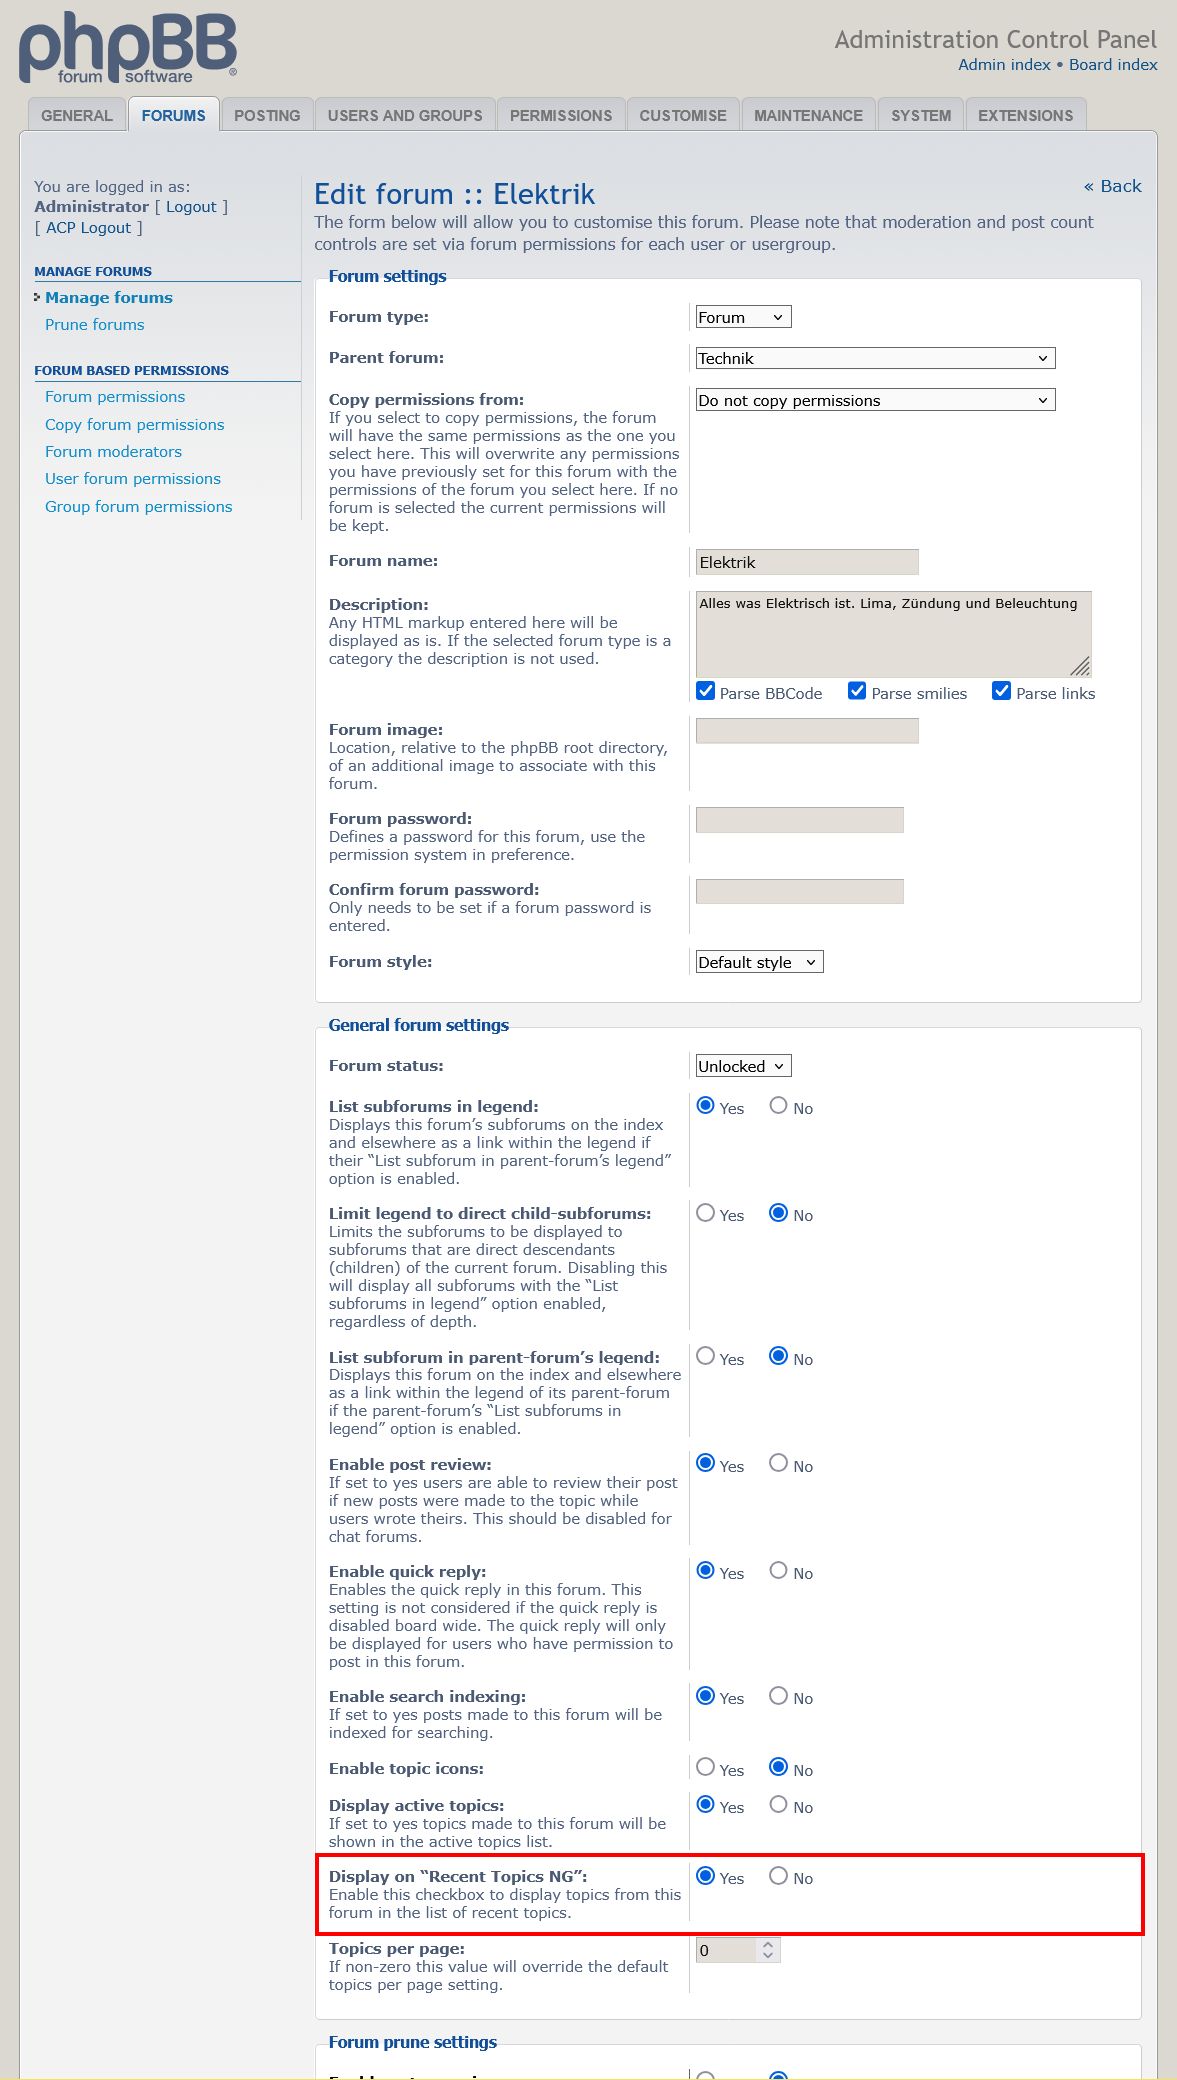 phpBB
forum software
®
Administration Control Panel
Admin index • Board index
GENERAL FORUMS POSTING USERS AND GROUPS PERMISSIONS CUSTOMISE MAINTENANCE SYSTEM EXTENSIONS
You are logged in as:
Administrator [ Logout ]
[ ACP Logout ]
MANAGE FORUMS
Manage forums
Prune forums
FORUM BASED PERMISSIONS
Forum permissions
Copy forum permissions
Forum moderators
User forum permissions
Group forum permissions
« Back
Edit forum :: Elektrik
The form below will allow you to customise this forum. Please note that moderation and post count
controls are set via forum permissions for each user or usergroup.
Forum settings
Forum type: Forum
Parent forum: Technik
Copy permissions from: Do not copy permissions
If you select to copy permissions, the forum
will have the same permissions as the one you
select here. This will overwrite any permissions
you have previously set for this forum with the
permissions of the forum you select here. If no
forum is selected the current permissions will
be kept.
Forum name: Elektrik
Description: Alles was Elektrisch ist. Lima, Zündung und Beleuchtung
Any HTML markup entered here will be
displayed as is. If the selected forum type is a
category the description is not used.
Parse BBCode Parse smilies Parse links
Forum image:
Location, relative to the phpBB root directory,
of an additional image to associate with this
forum.
Forum password:
Defines a password for this forum, use the
permission system in preference.
Confirm forum password:
Only needs to be set if a forum password is
entered.
Forum style: Default style
General forum settings
Forum status: Unlocked
List subforums in legend: Yes No
Displays this forum’s subforums on the index
and elsewhere as a link within the legend if
their “List subforum in parent-forum’s legend”
option is enabled.
Limit legend to direct child-subforums: Yes No
Limits the subforums to be displayed to
subforums that are direct descendants
(children) of the current forum. Disabling this
will display all subforums with the “List
subforums in legend” option enabled,
regardless of depth.
List subforum in parent-forum’s legend: Yes No
Displays this forum on the index and elsewhere
as a link within the legend of its parent-forum
if the parent-forum’s “List subforums in
legend” option is enabled.
Enable post review: Yes No
If set to yes users are able to review their post
if new posts were made to the topic while
users wrote theirs. This should be disabled for
chat forums.
Enable quick reply: Yes No
Enables the quick reply in this forum. This
setting is not considered if the quick reply is
disabled board wide. The quick reply will only
be displayed for users who have permission to
post in this forum.
Enable search indexing: Yes No
If set to yes posts made to this forum will be
indexed for searching.
Enable topic icons: Yes No
Display active topics: Yes No
If set to yes topics made to this forum will be
shown in the active topics list.
Display on “Recent Topics NG”: Yes No
Enable this checkbox to display topics from this
forum in the list of recent topics.
Topics per page: 0
If non-zero this value will override the default
topics per page setting.
Forum prune settings